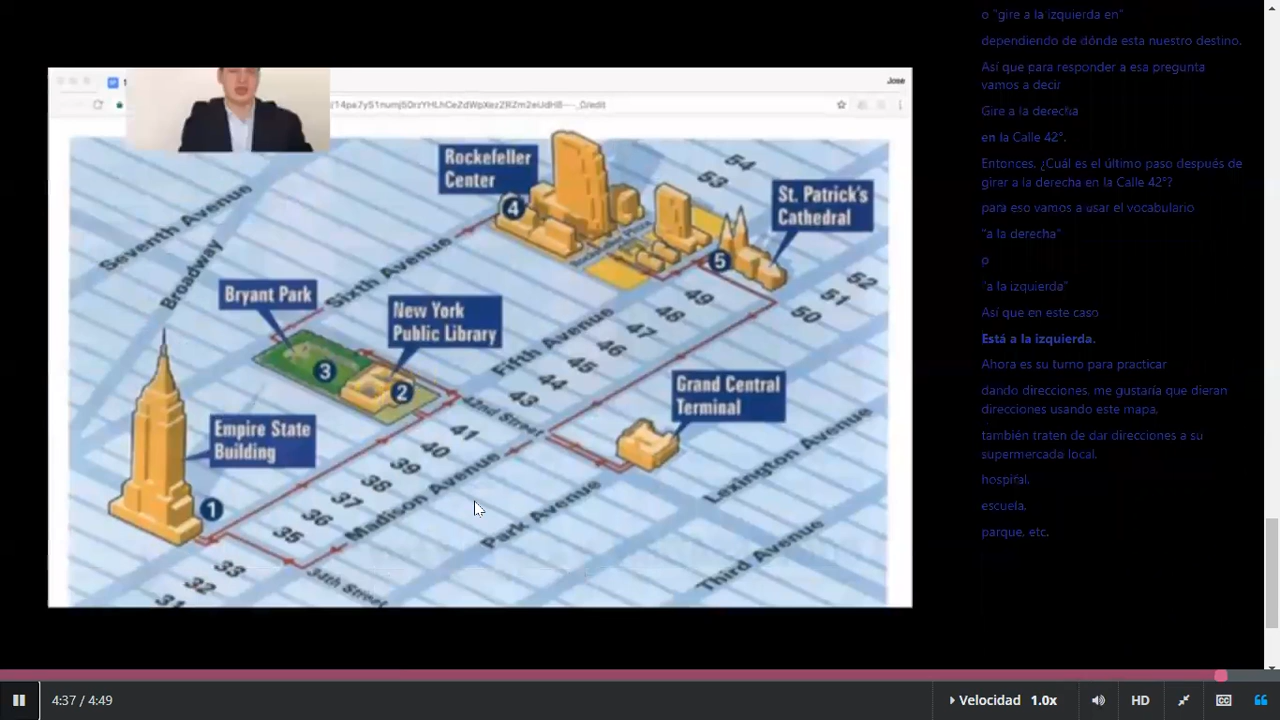 Jose
/14pa7yS1numj5OrzYHLhCeZdWpXezZRZm2eUdHi8---_0/edit
Rockefeller
Center
4
St. Patrick's
Cathedral
5
54
53
52
51
50
Seventh Avenue
Broadway
Sixth Avenue
Bryant Park
New York
Public Library
3
2
Fifth Avenue
49
48
47
46
45
44
43
42nd Street
41
40
39
38
37
36
35
Grand Central
Terminal
Empire State
Building
1
Madison Avenue
Park Avenue
Lexington Avenue
Third Avenue
34th Street
33
32
31
o "gire a la izquierda en"
dependiendo de dónde esta nuestro destino.
Así que para responder a esa pregunta
vamos a decir
Gire a la derecha
en la Calle 42°.
Entonces. ¿Cuál es el último paso después de
girar a la derecha en la Calle 42°?
para eso vamos a usar el vocabulario
"a la derecha"
o
"a la izquierda"
Así que en este caso
Está a la izquierda.
Ahora es su turno para practicar
dando direcciones. me gustaría que dieran
direcciones usando este mapa.
también traten de dar direcciones a su
supermercada local.
hospital.
escuela.
parque, etc.
4:37 / 4:49
Velocidad 1.0x
HD
CC